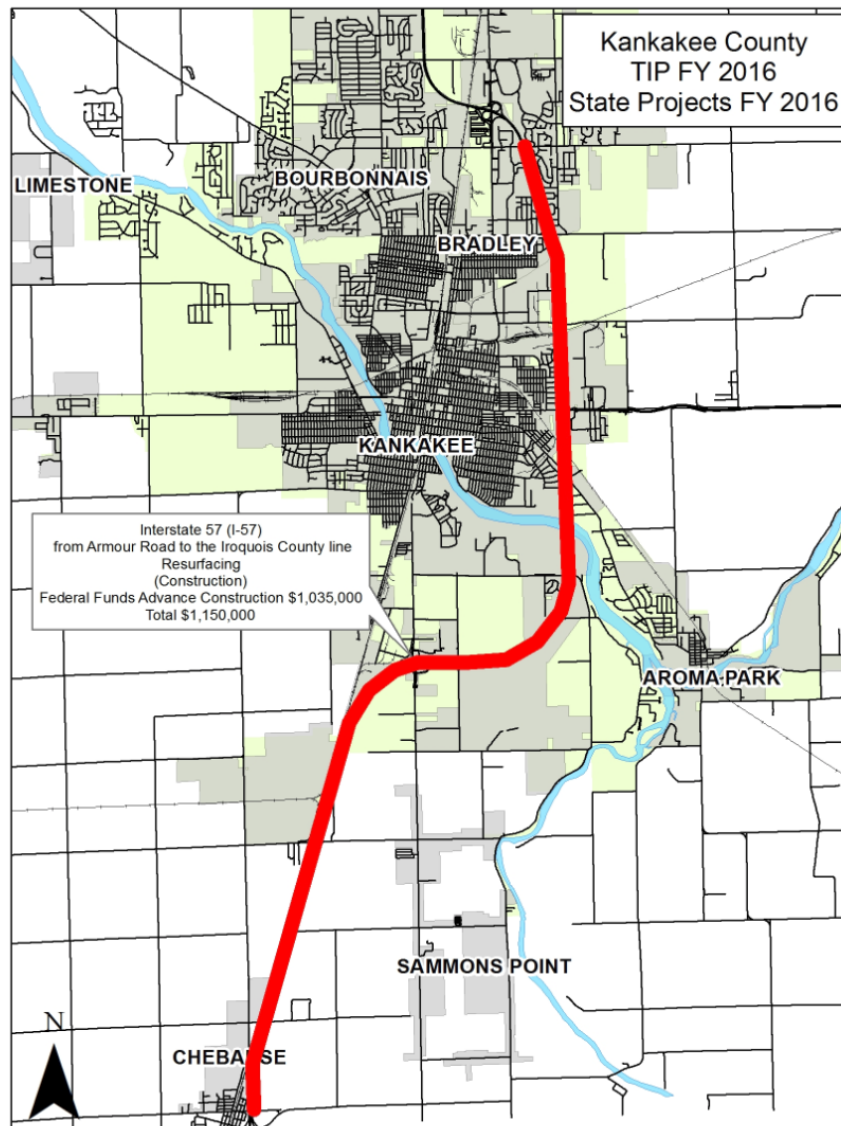 Kankakee County
TIP FY 2016
State Projects FY 2016
LIMESTONE
BOURBONNAIS
BRADLEY
KANKAKEE
Interstate 57 (I-57)
from Armour Road to the Iroquois County line
Resurfacing
(Construction)
Federal Funds Advance Construction $1,035,000
Total $1,150,000
AROMA PARK
SAMMONS POINT
N
CHEBANSE